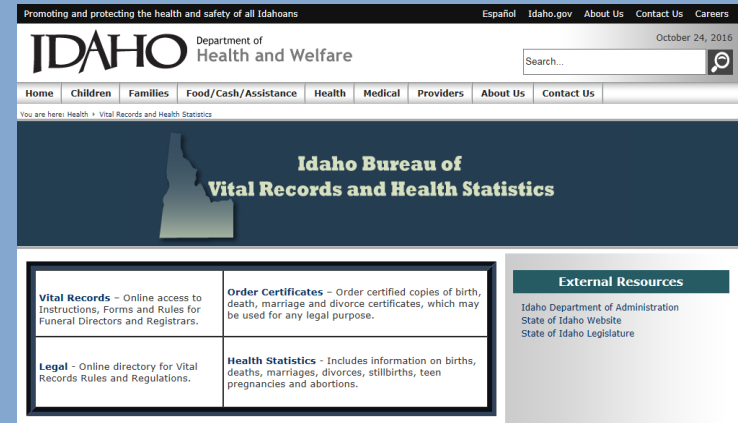 Promoting and protecting the health and safety of all Idahoans
Español Idaho.gov About Us Contact Us Careers
IDAHO
Department of
Health and Welfare
October 24, 2016
Search...
Home Children Families Food/Cash/Assistance Health Medical Providers About Us Contact Us
You are here: Health › Vital Records and Health Statistics
Idaho Bureau of
Vital Records and Health Statistics
Vital Records – Online access to
Instructions, Forms and Rules for
Funeral Directors and Registrars.
Order Certificates – Order certified copies of birth,
death, marriage and divorce certificates, which may
be used for any legal purpose.
Legal - Online directory for Vital
Records Rules and Regulations.
Health Statistics - Includes information on births,
deaths, marriages, divorces, stillbirths, teen
pregnancies and abortions.
External Resources
Idaho Department of Administration
State of Idaho Website
State of Idaho Legislature